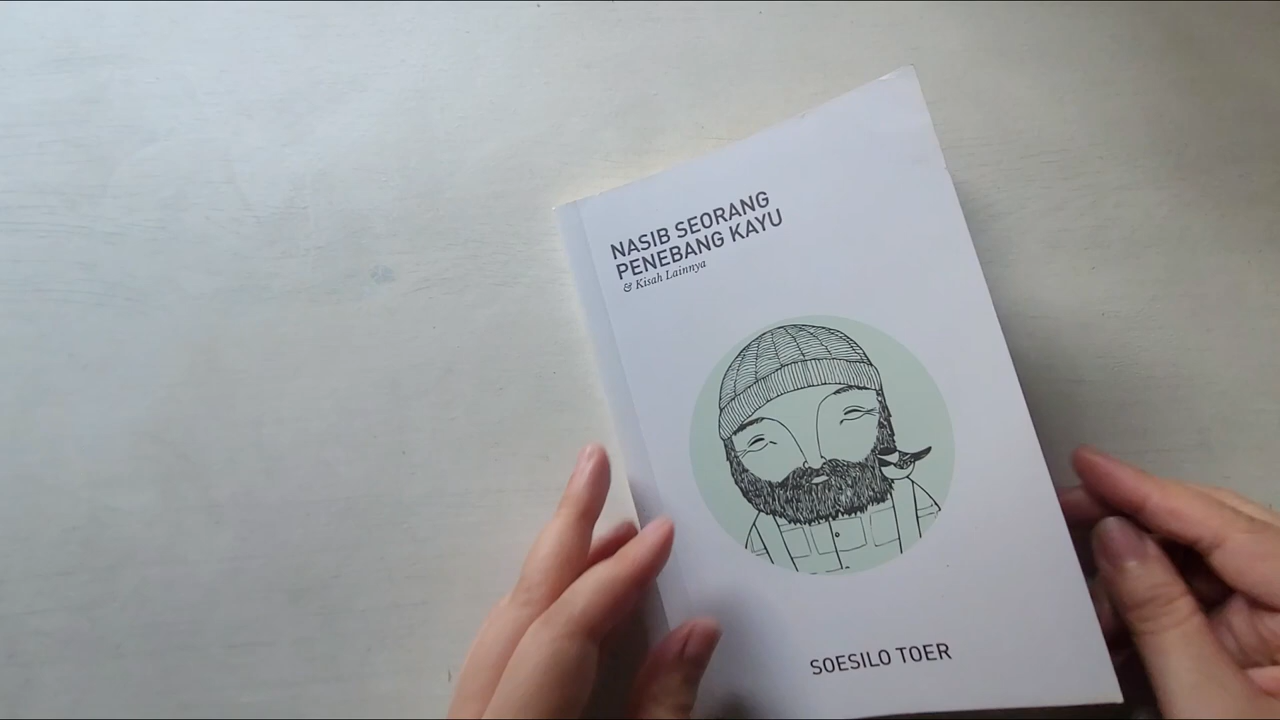 NASIB SEORANG
PENEBANG KAYU
& Kisah Lainnya
SOESILO TOER